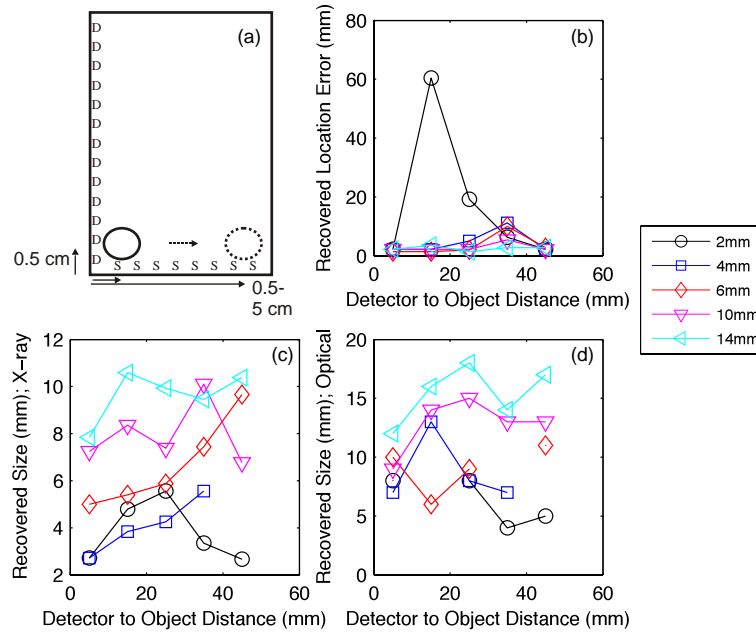 (a)
D
D
D
D
D
D
D
D
D
D
D
D
S S S S S S S
0.5 cm
0.5-
5 cm
(b)
Recovered Location Error (mm)
80
60
40
20
0
0 20 40 60
Detector to Object Distance (mm)
2mm
4mm
6mm
10mm
14mm
(c)
Recovered Size (mm); X-ray
12
10
8
6
4
2
0 20 40 60
Detector to Object Distance (mm)
(d)
Recovered Size (mm); Optical
20
15
10
5
0
0 20 40 60
Detector to Object Distance (mm)